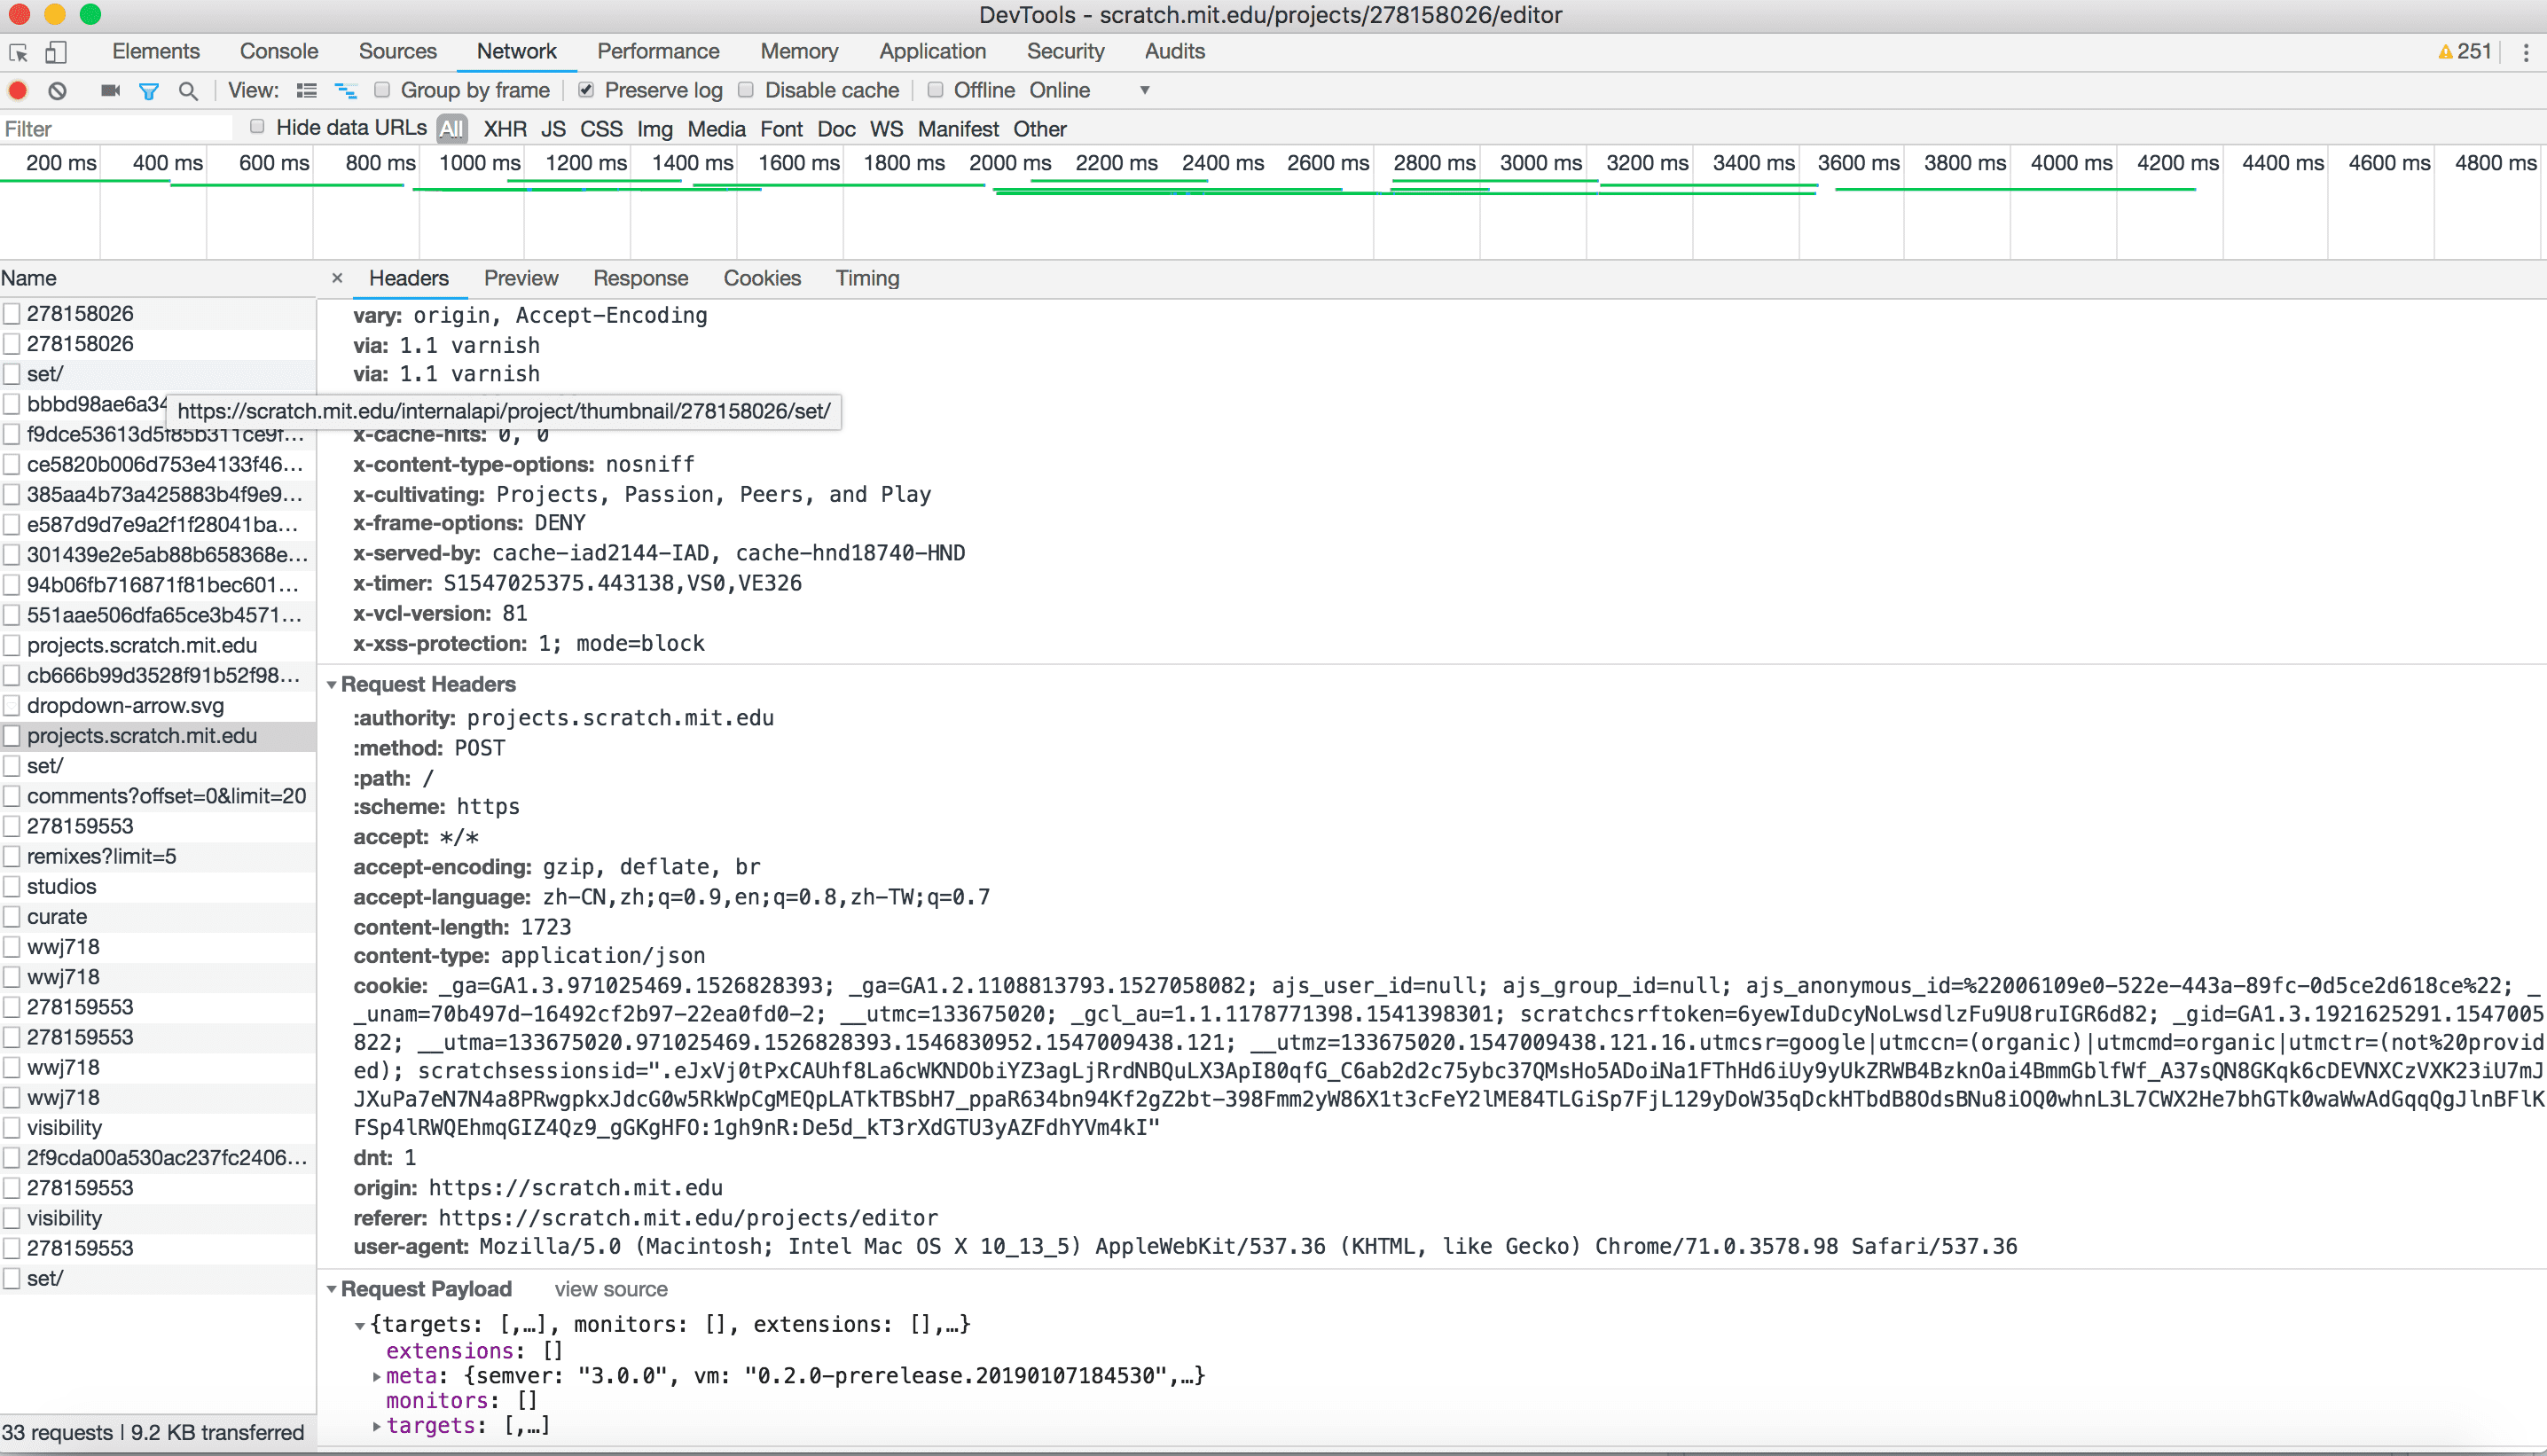 DevTools - scratch.mit.edu/projects/278158026/editor
Elements Console Sources Network Performance Memory Application Security Audits 251
View: Group by frame Preserve log Disable cache Offline Online
Filter Hide data URLs All XHR JS CSS Img Media Font Doc WS Manifest Other
200 ms 400 ms 600 ms 800 ms 1000 ms 1200 ms 1400 ms 1600 ms 1800 ms 2000 ms 2200 ms 2400 ms 2600 ms 2800 ms 3000 ms 3200 ms 3400 ms 3600 ms 3800 ms 4000 ms 4200 ms 4400 ms 4600 ms 4800 ms
Name
278158026
278158026
set/
bbbd98ae6a34
f9dce53613d5f85b311ce9f…
ce5820b006d753e4133f46…
385aa4b73a425883b4f9e9…
e587d9d7e9a2f1f28041ba…
301439e2e5ab88b658368e…
94b06fb716871f81bec601…
551aae506dfa65ce3b4571…
projects.scratch.mit.edu
cb666b99d3528f91b52f98…
dropdown-arrow.svg
projects.scratch.mit.edu
set/
comments?offset=0&limit=20
278159553
remixes?limit=5
studios
curate
wwj718
wwj718
278159553
278159553
wwj718
wwj718
visibility
2f9cda00a530ac237fc2406…
278159553
visibility
278159553
set/
33 requests | 9.2 KB transferred
× Headers Preview Response Cookies Timing
vary: origin, Accept-Encoding
via: 1.1 varnish
via: 1.1 varnish
https://scratch.mit.edu/internalapi/project/thumbnail/278158026/set/
x-cache-hits: 0, 0
x-content-type-options: nosniff
x-cultivating: Projects, Passion, Peers, and Play
x-frame-options: DENY
x-served-by: cache-iad2144-IAD, cache-hnd18740-HND
x-timer: S1547025375.443138,VS0,VE326
x-vcl-version: 81
x-xss-protection: 1; mode=block
Request Headers
:authority: projects.scratch.mit.edu
:method: POST
:path: /
:scheme: https
accept: */*
accept-encoding: gzip, deflate, br
accept-language: zh-CN,zh;q=0.9,en;q=0.8,zh-TW;q=0.7
content-length: 1723
content-type: application/json
cookie: _ga=GA1.3.971025469.1526828393; _ga=GA1.2.1108813793.1527058082; ajs_user_id=null; ajs_group_id=null; ajs_anonymous_id=%22006109e0-522e-443a-89fc-0d5ce2d618ce%22; _
_unam=70b497d-16492cf2b97-22ea0fd0-2; __utmc=133675020; _gcl_au=1.1.1178771398.1541398301; scratchcsrftoken=6yewIduDcyNoLwsdlzFu9U8ruIGR6d82; _gid=GA1.3.1921625291.1547005
822; __utma=133675020.971025469.1526828393.1546830952.1547009438.121; __utmz=133675020.1547009438.121.16.utmcsr=google|utmccn=(organic)|utmcmd=organic|utmctr=(not%20provid
ed); scratchsessionsid=".eJxVj0tPxCAUhf8La6cWKNDObiYZ3agLjRrdNBQuLX3ApI80qfG_C6ab2d2c75ybc37QMsHo5ADoiNa1FThHd6iUy9yUkZRWB4BzknOai4BmmGblfWf_A37sQN8GKqk6cDEVNXCzVXK23iU7mJ
JXuPa7eN7N4a8PRwgpkxJdcG0w5RkWpCgMEQpLATkTBSbH7_ppaR634bn94Kf2gZ2bt-398Fmm2yW86X1t3cFeY2lME84TLGiSp7FjL129yDoW35qDckHTbdB8OdsBNu8iOQ0whnL3L7CWX2He7bhGTk0waWwAdGqqQgJlnBFlK
FSp4lRWQEhmqGIZ4Qz9_gGKgHFO:1gh9nR:De5d_kT3rXdGTU3yAZFdhYVm4kI"
dnt: 1
origin: https://scratch.mit.edu
referer: https://scratch.mit.edu/projects/editor
user-agent: Mozilla/5.0 (Macintosh; Intel Mac OS X 10_13_5) AppleWebKit/537.36 (KHTML, like Gecko) Chrome/71.0.3578.98 Safari/537.36
Request Payload view source
{targets: [,…], monitors: [], extensions: [],…}
extensions: []
meta: {semver: "3.0.0", vm: "0.2.0-prerelease.20190107184530",…}
monitors: []
targets: [,…]